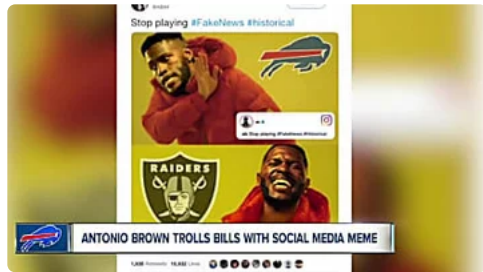 Stop playing #FakeNews #historical
Stop playing #FakeNews #historical
RAIDERS
ANTONIO BROWN TROLLS BILLS WITH SOCIAL MEDIA MEME